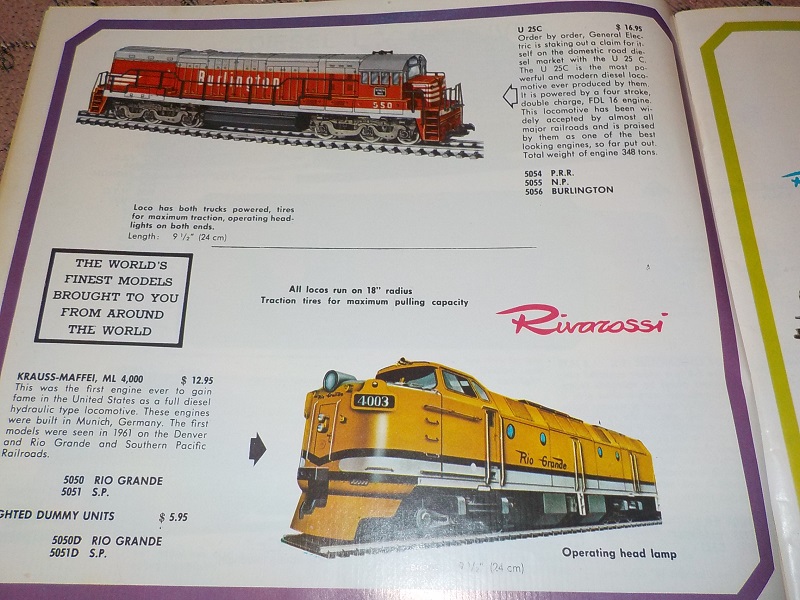 U 25C $ 16.95
Order by order, General Elec-
tric is staking out a claim for it-
self on the domestic road die-
sel market with the U 25 C.
The U 25C is the most po-
werful and modern diesel loco-
motive ever produced by them.
It is powered by a four stroke,
double charge, FDL 16 engine.
This locomotive has been wi-
dely accepted by almost all
major railroads and is praised
by them as one of the best
looking engines, so far put out.
Total weight of engine 348 tons.
5054 P.R.R.
5055 N.P.
5056 BURLINGTON
Burlington
550
Loco has both trucks powered, tires
for maximum traction, operating head-
lights on both ends.
Length: 9 1/2" (24 cm)
THE WORLD'S
FINEST MODELS
BROUGHT TO YOU
FROM AROUND
THE WORLD
All locos run on 18" radius
Traction tires for maximum pulling capacity
Rivarossi
KRAUSS-MAFFEI, ML 4,000 $ 12.95
This was the first engine ever to gain
fame in the United States as a full diesel
hydraulic type locomotive. These engines
were built in Munich, Germany. The first
models were seen in 1961 on the Denver
and Rio Grande and Southern Pacific
Railroads.
5050 RIO GRANDE
5051 S.P.
GHTED DUMMY UNITS $ 5.95
5050D RIO GRANDE
5051D S.P.
4003
Rio Grande
Operating head lamp
9 1/2" (24 cm)